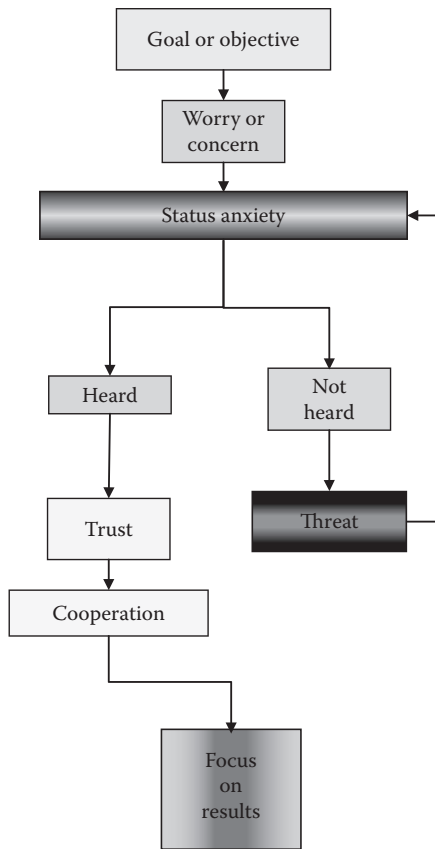 Goal or objective
Worry or
concern
Status anxiety
Heard
Not
heard
Trust
Threat
Cooperation
Focus
on
results